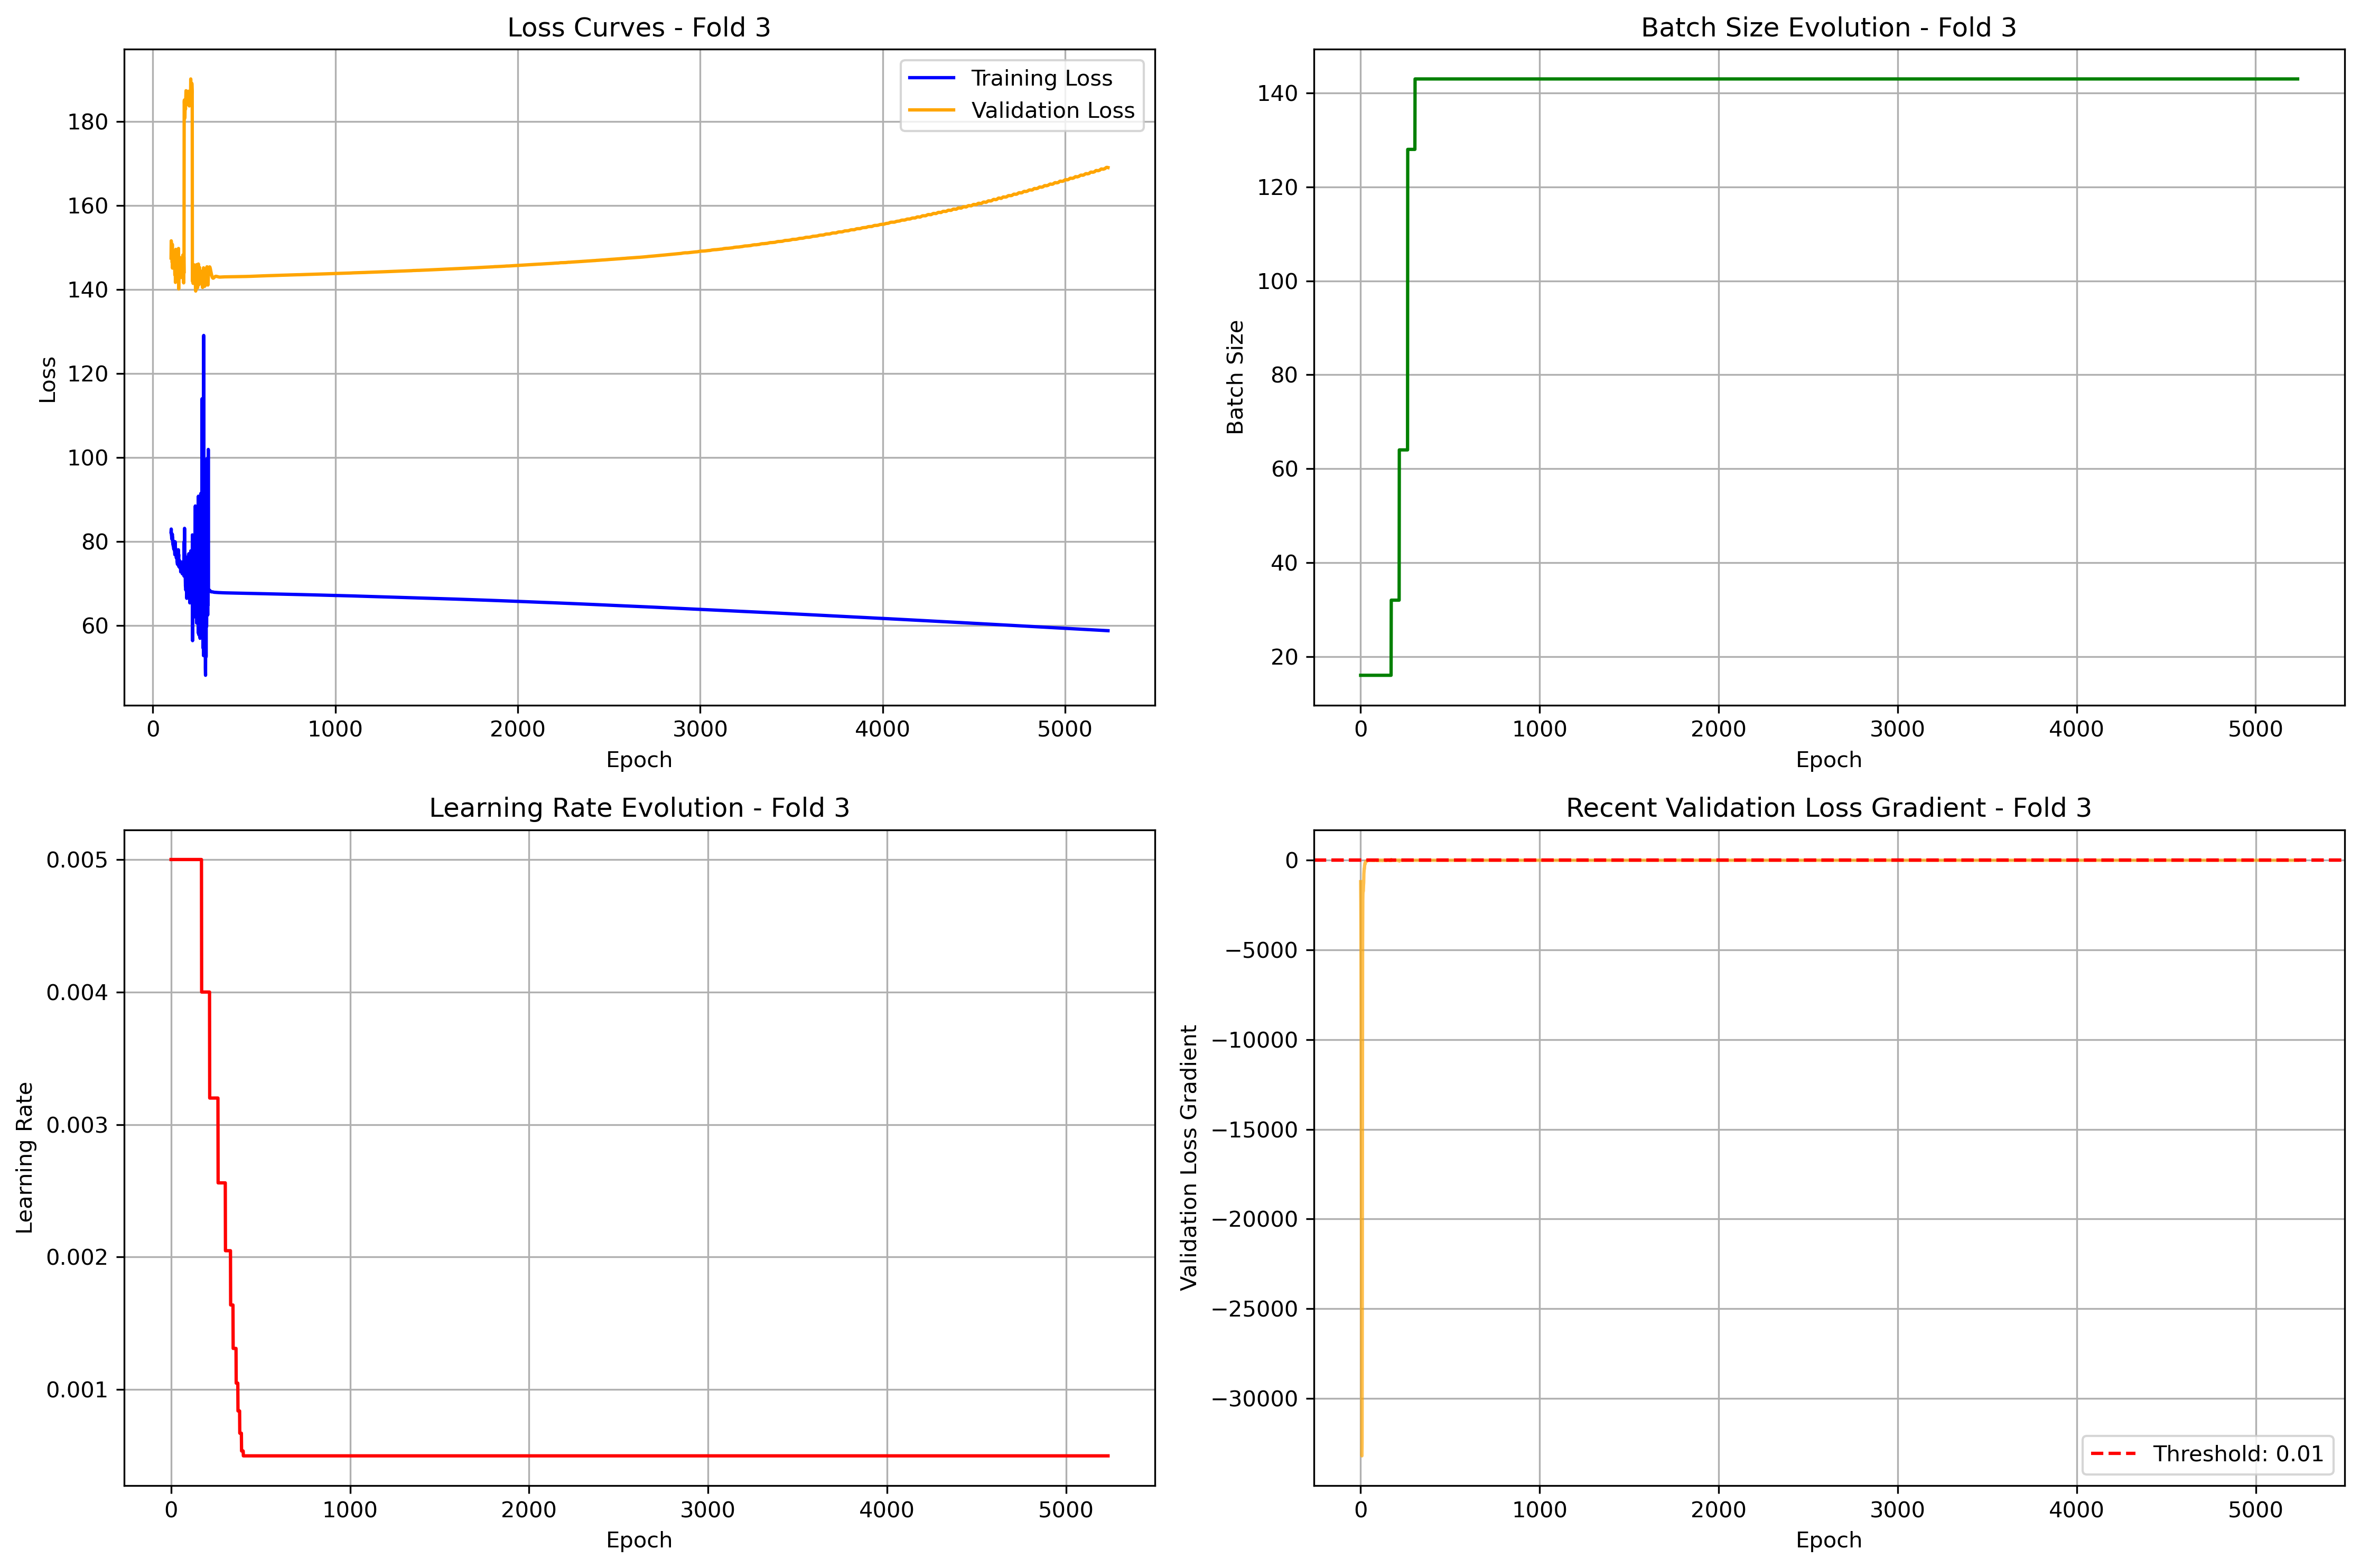 Loss Curves - Fold 3
Training Loss
Validation Loss
180
160
140
120
100
80
60
Loss
0 1000 2000 3000 4000 5000
Epoch
Batch Size Evolution - Fold 3
140
120
100
80
60
40
20
Batch Size
0 1000 2000 3000 4000 5000
Epoch
Learning Rate Evolution - Fold 3
0.005
0.004
0.003
0.002
0.001
Learning Rate
0 1000 2000 3000 4000 5000
Epoch
Recent Validation Loss Gradient - Fold 3
0
−5000
−10000
−15000
−20000
−25000
−30000
Validation Loss Gradient
Threshold: 0.01
0 1000 2000 3000 4000 5000
Epoch